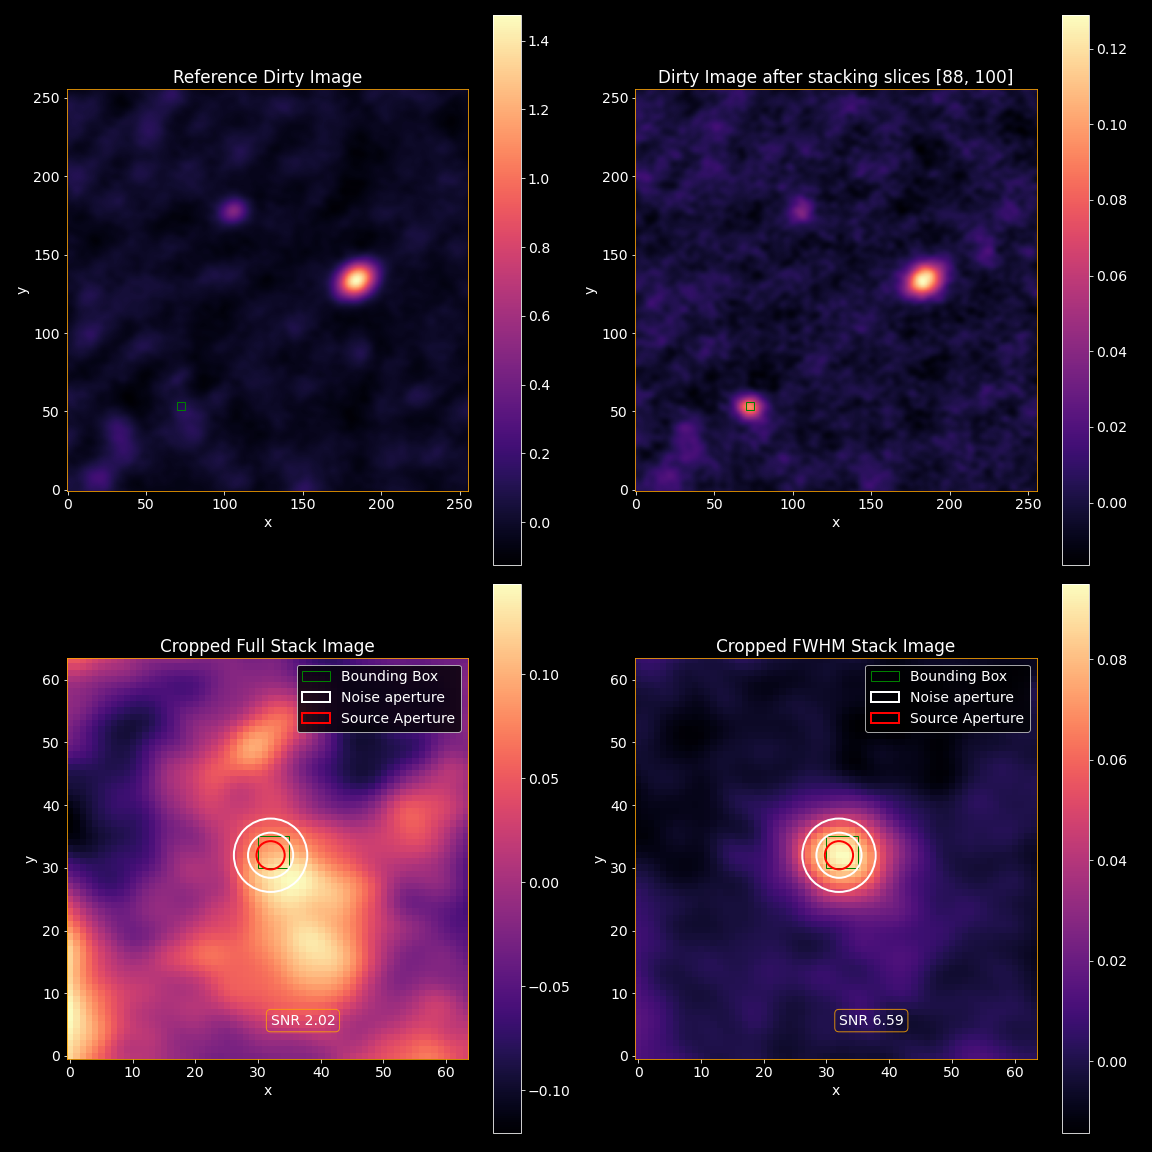 Reference Dirty Image
250
200
150
100
50
0
y
0 50 100 150 200 250
x
1.4
1.2
1.0
0.8
0.6
0.4
0.2
0.0
Dirty Image after stacking slices [88, 100]
250
200
150
100
50
0
y
0 50 100 150 200 250
x
0.12
0.10
0.08
0.06
0.04
0.02
0.00
Cropped Full Stack Image
Bounding Box
Noise aperture
Source Aperture
60
50
40
30
20
10
0
y
SNR 2.02
0 10 20 30 40 50 60
x
0.10
0.05
0.00
−0.05
−0.10
Cropped FWHM Stack Image
Bounding Box
Noise aperture
Source Aperture
60
50
40
30
20
10
0
y
SNR 6.59
0 10 20 30 40 50 60
x
0.08
0.06
0.04
0.02
0.00